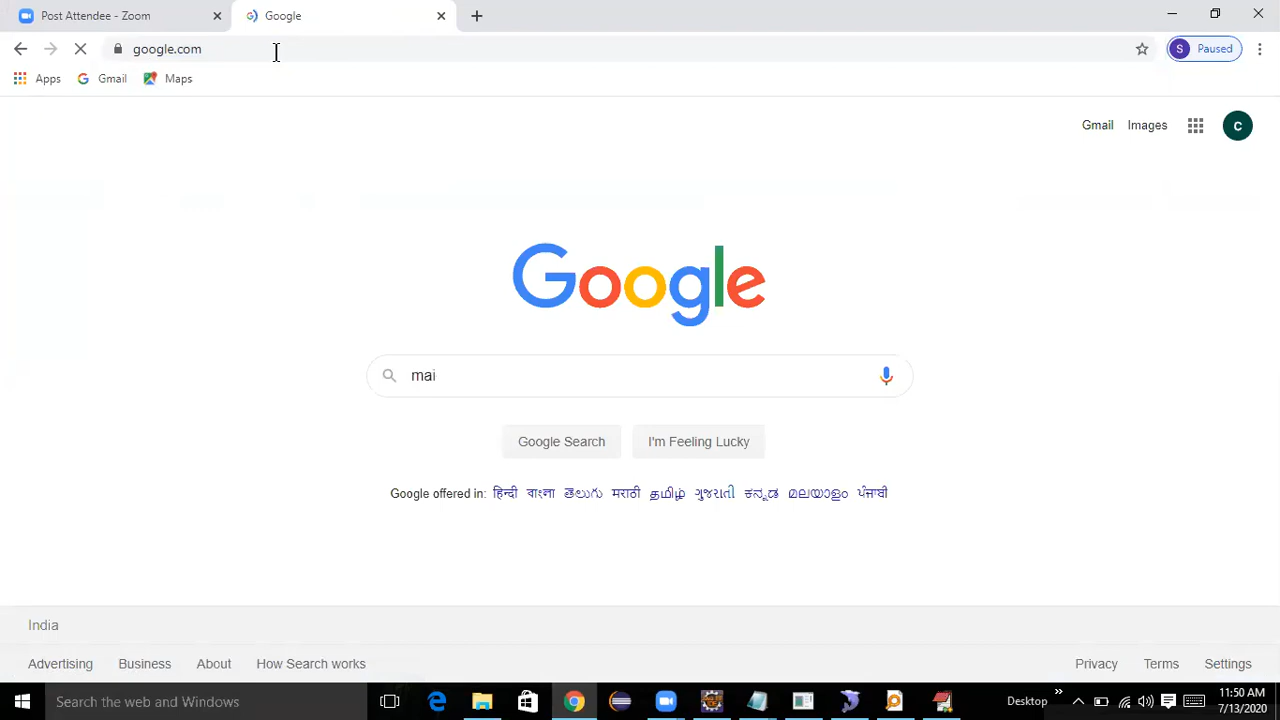 Post Attendee - Zoom
Google
google.com
Paused
S
Apps
Gmail
Maps
Gmail
Images
C
Google
mai
Google Search
I'm Feeling Lucky
Google offered in: हिन्दी বাংলা తెలుగు मराठी தமிழ் ગુજરાતી ಕನ್ನಡ മലയാളം ਪੰਜਾਬੀ
India
Advertising
Business
About
How Search works
Privacy
Terms
Settings
Search the web and Windows
Desktop
11:50 AM
7/13/2020